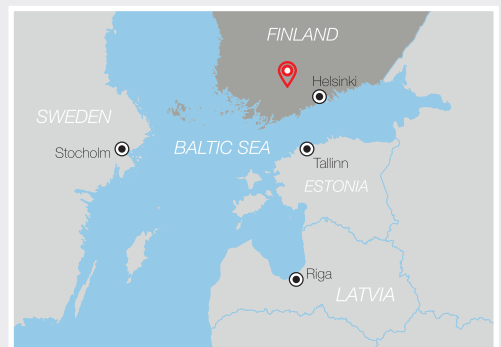 FINLAND
Helsinki
SWEDEN
Stocholm
BALTIC SEA
Tallinn
ESTONIA
Riga
LATVIA